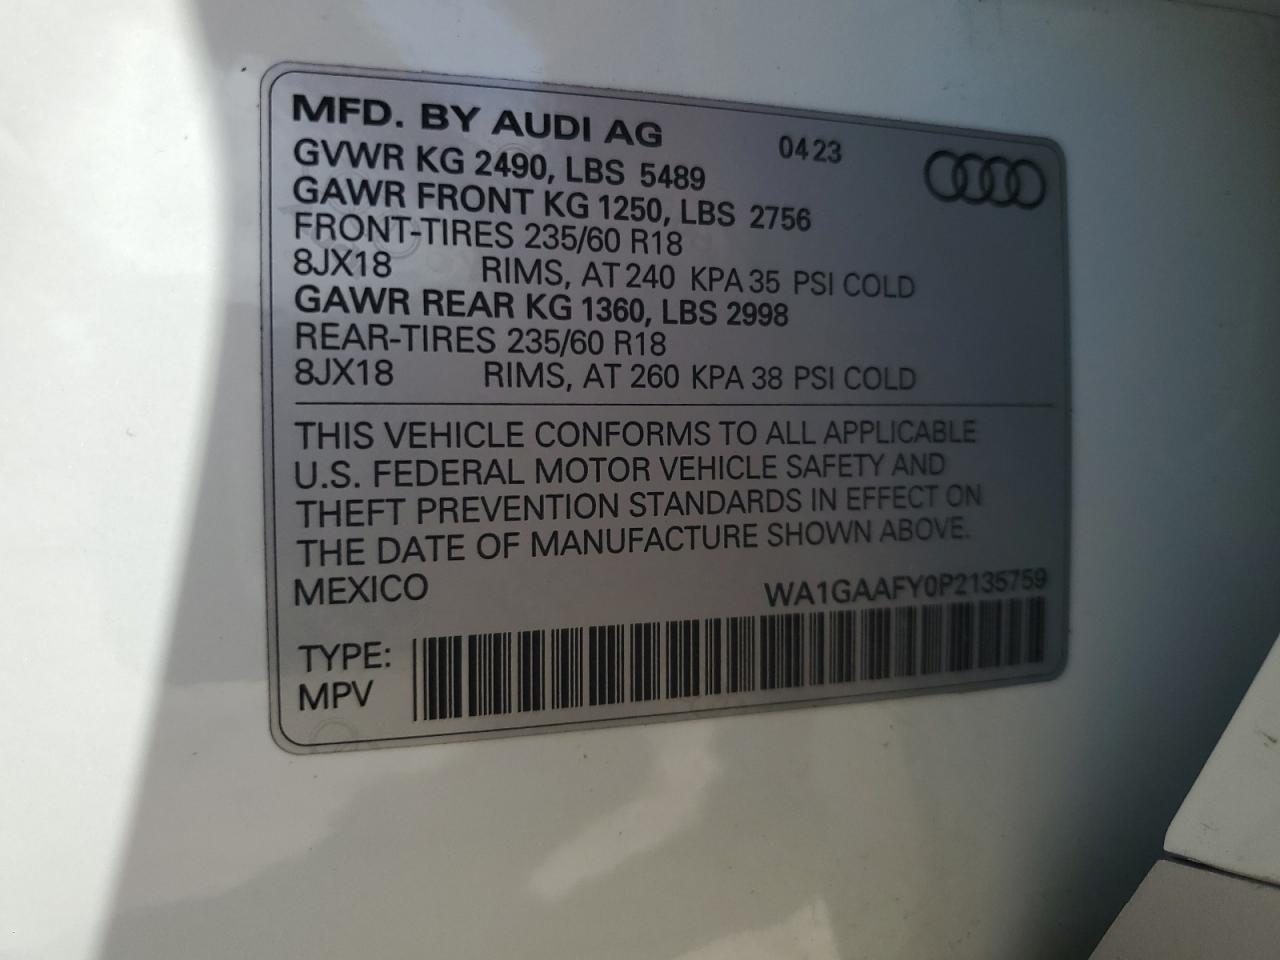 MFD. BY AUDI AG 0423
GVWR KG 2490, LBS 5489
GAWR FRONT KG 1250, LBS 2756
FRONT-TIRES 235/60 R18
8JX18 RIMS, AT 240 KPA 35 PSI COLD
GAWR REAR KG 1360, LBS 2998
REAR-TIRES 235/60 R18
8JX18 RIMS, AT 260 KPA 38 PSI COLD
THIS VEHICLE CONFORMS TO ALL APPLICABLE
U.S. FEDERAL MOTOR VEHICLE SAFETY AND
THEFT PREVENTION STANDARDS IN EFFECT ON
THE DATE OF MANUFACTURE SHOWN ABOVE.
MEXICO WA1GAAFY0P2135759
TYPE:
MPV